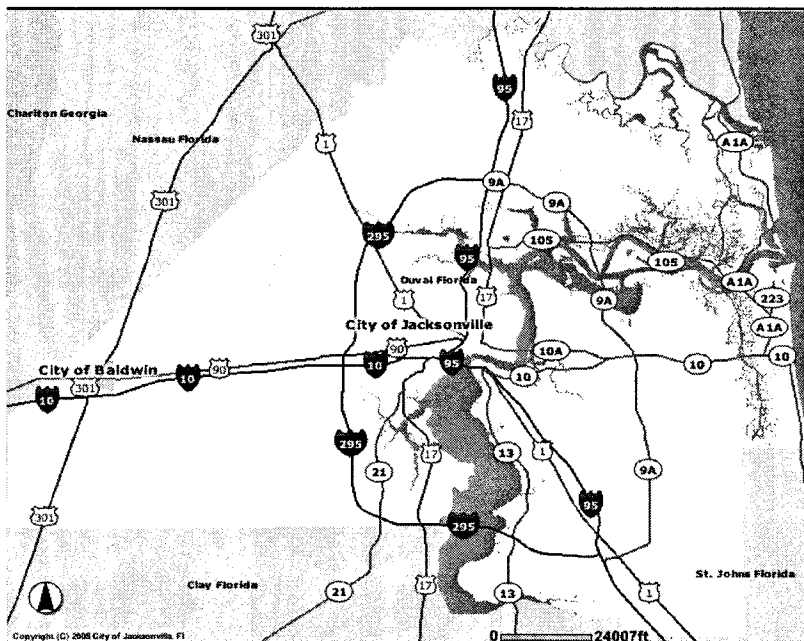 301
95
17
Charlton Georgia
Nassau Florida
1
A1A
9A
9A
301
295
95
105
105
Duval Florida
A1A
223
1
17
9A
City of Jacksonville
A1A
90
10A
City of Baldwin
90
10
95
10
10
301
10
10
10
295
21
17
13
1
9A
95
301
295
Clay Florida
St. Johns Florida
21
17
13
1
Copyright (C) 2005 City of Jacksonville, Fl
0 24007ft